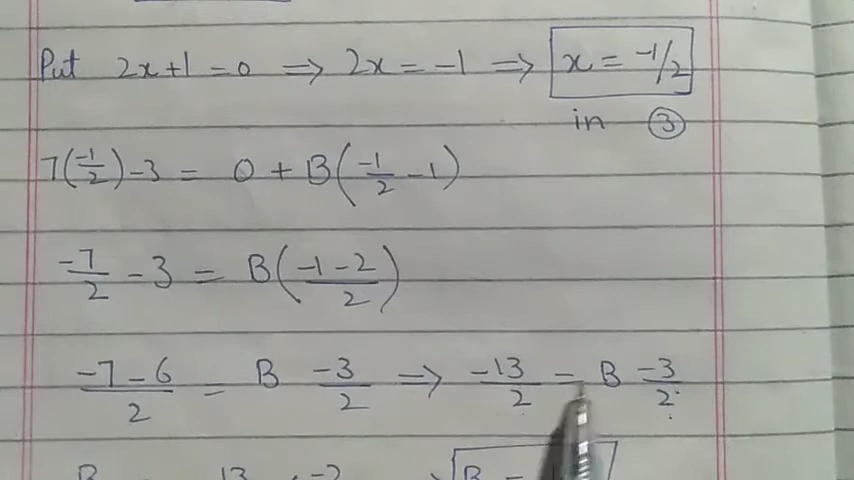 Put 2x+1=0 ⇒ 2x=-1 ⇒ x=-1/2
in ③
7(-1/2)-3 = 0+B(-1/2 -1)
-7/2 -3 = B(-1-2/2)
-7-6/2 = B -3/2 ⇒ -13/2 = B -3/2